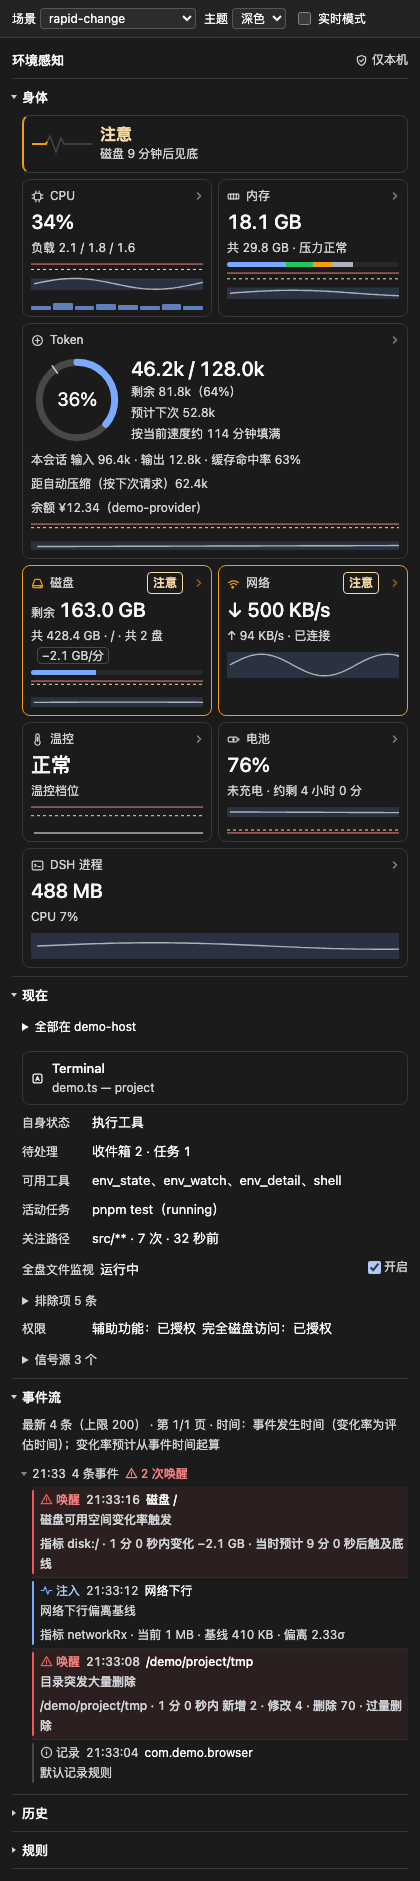 场景 rapid-change 主题 深色 实时模式
环境感知 仅本机
身体
注意
磁盘 9 分钟后见底
CPU
34%
负载 2.1 / 1.8 / 1.6
内存
18.1 GB
共 29.8 GB · 压力正常
Token
36%
46.2k / 128.0k
剩余 81.8k（64%）
预计下次 52.8k
按当前速度约 114 分钟填满
本会话 输入 96.4k · 输出 12.8k · 缓存命中率 63%
距自动压缩（按下次请求）62.4k
余额 ¥12.34（demo-provider）
磁盘 注意
剩余 163.0 GB
共 428.4 GB · / · 共 2 盘
−2.1 GB/分
网络 注意
↓ 500 KB/s
↑ 94 KB/s · 已连接
温控
正常
温控档位
电池
76%
未充电 · 约剩 4 小时 0 分
DSH 进程
488 MB
CPU 7%
现在
全部在 demo-host
Terminal
demo.ts — project
自身状态 执行工具
待处理 收件箱 2 · 任务 1
可用工具 env_state、env_watch、env_detail、shell
活动任务 pnpm test（running）
关注路径 src/** · 7 次 · 32 秒前
全盘文件监视 运行中 开启
排除项 5 条
权限 辅助功能：已授权 完全磁盘访问：已授权
信号源 3 个
事件流
最新 4 条（上限 200） · 第 1/1 页 · 时间：事件发生时间（变化率为评
估时间）；变化率预计从事件时间起算
21:33 4 条事件 2 次唤醒
唤醒 21:33:16 磁盘 /
磁盘可用空间变化率触发
指标 disk:/ · 1 分 0 秒内变化 −2.1 GB · 当时预计 9 分 0 秒后触及底
线
注入 21:33:12 网络下行
网络下行偏离基线
指标 networkRx · 当前 1 MB · 基线 410 KB · 偏离 2.33σ
唤醒 21:33:08 /demo/project/tmp
目录突发大量删除
/demo/project/tmp · 1 分 0 秒内 新增 2 · 修改 4 · 删除 70 · 过量删
除
记录 21:33:04 com.demo.browser
默认记录规则
历史
规则